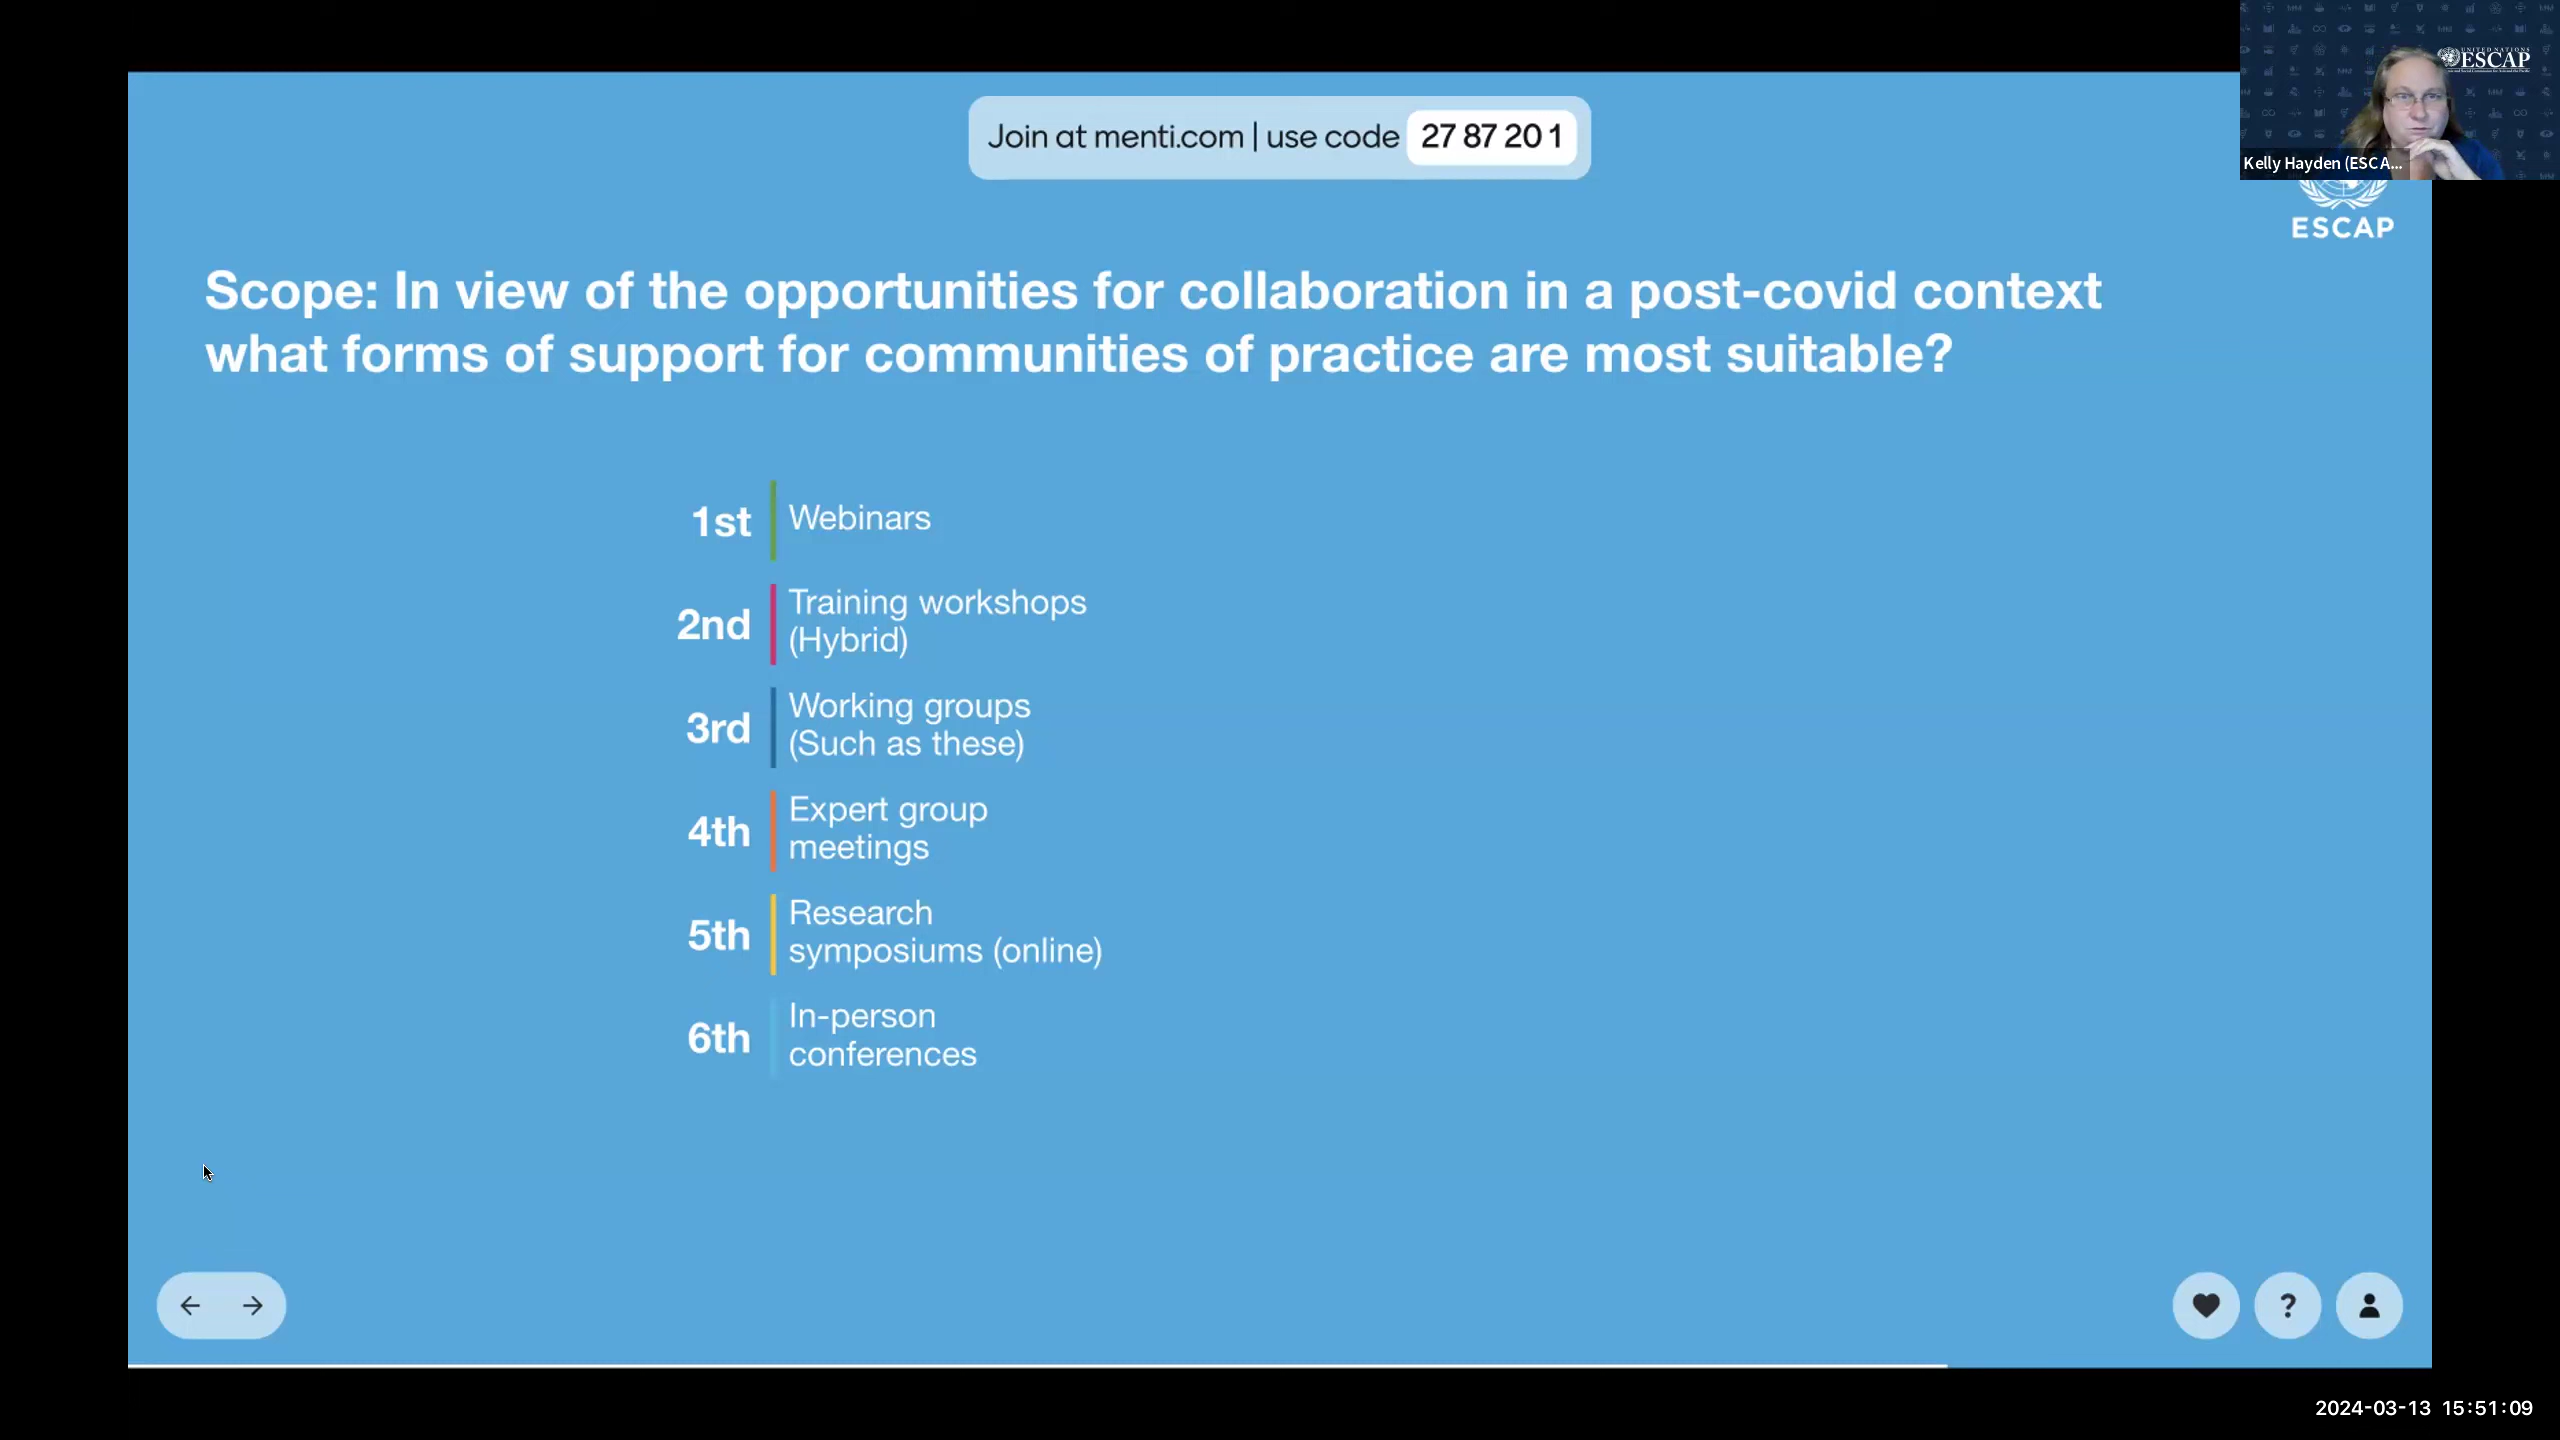 Join at menti.com | use code 27 87 20 1
UNITED NATIONS
ESCAP
Kelly Hayden (ESCA...
ESCAP
Scope: In view of the opportunities for collaboration in a post-covid context
what forms of support for communities of practice are most suitable?
1st Webinars
2nd Training workshops
(Hybrid)
3rd Working groups
(Such as these)
4th Expert group
meetings
5th Research
symposiums (online)
6th In-person
conferences
?
2024-03-13 15:51:09